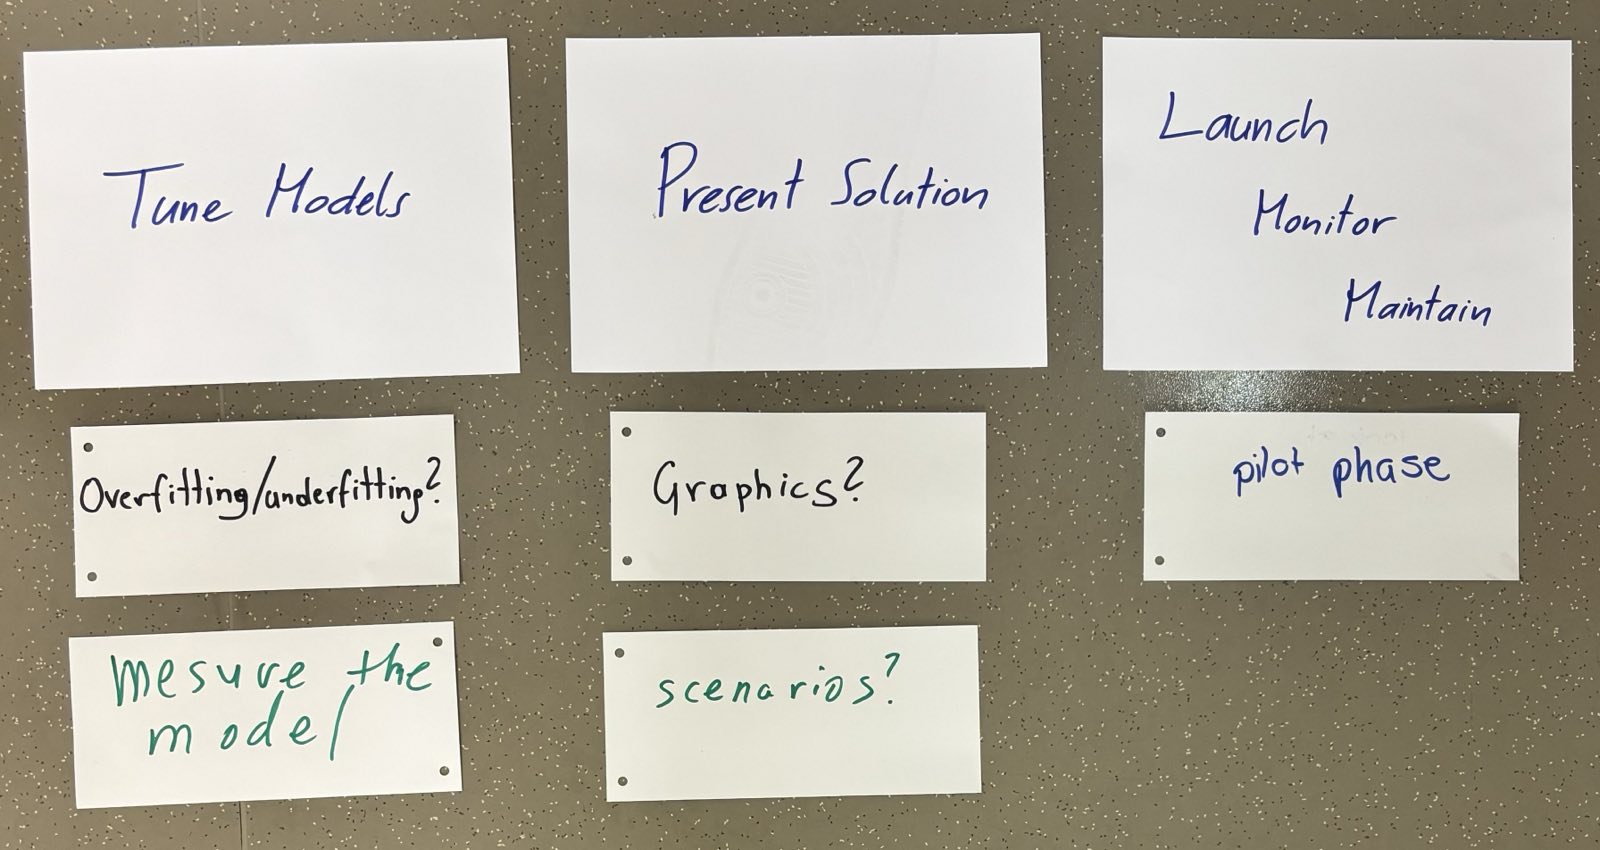 Tune Models
Present Solution
Launch
Monitor
Maintain
Overfitting/underfitting?
Graphics?
pilot phase
mesure the
model
scenarios?